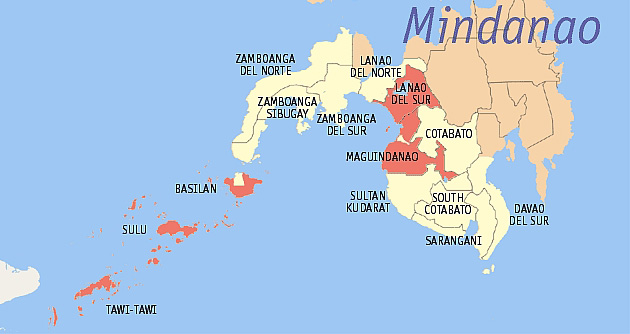 Mindanao
ZAMBOANGA
DEL NORTE
LANAO
DEL NORTE
LANAO
DEL SUR
ZAMBOANGA
SIBUGAY
ZAMBOANGA
DEL SUR
COTABATO
MAGUINDANAO
BASILAN
SULTAN
KUDARAT
SOUTH
COTABATO
DAVAO
DEL SUR
SULU
SARANGANI
TAWI-TAWI